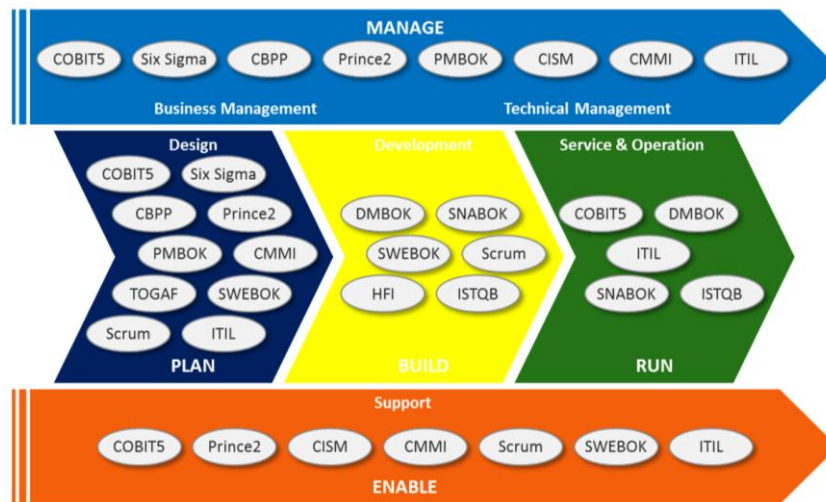 MANAGE
COBIT5 Six Sigma CBPP Prince2 PMBOK CISM CMMI ITIL
Business Management Technical Management
Design
COBIT5 Six Sigma
CBPP Prince2
PMBOK CMMI
TOGAF SWEBOK
Scrum ITIL
PLAN
Development
DMBOK SNABOK
SWEBOK Scrum
HFI ISTQB
BUILD
Service & Operation
COBIT5 DMBOK
ITIL
SNABOK ISTQB
RUN
Support
COBIT5 Prince2 CISM CMMI Scrum SWEBOK ITIL
ENABLE